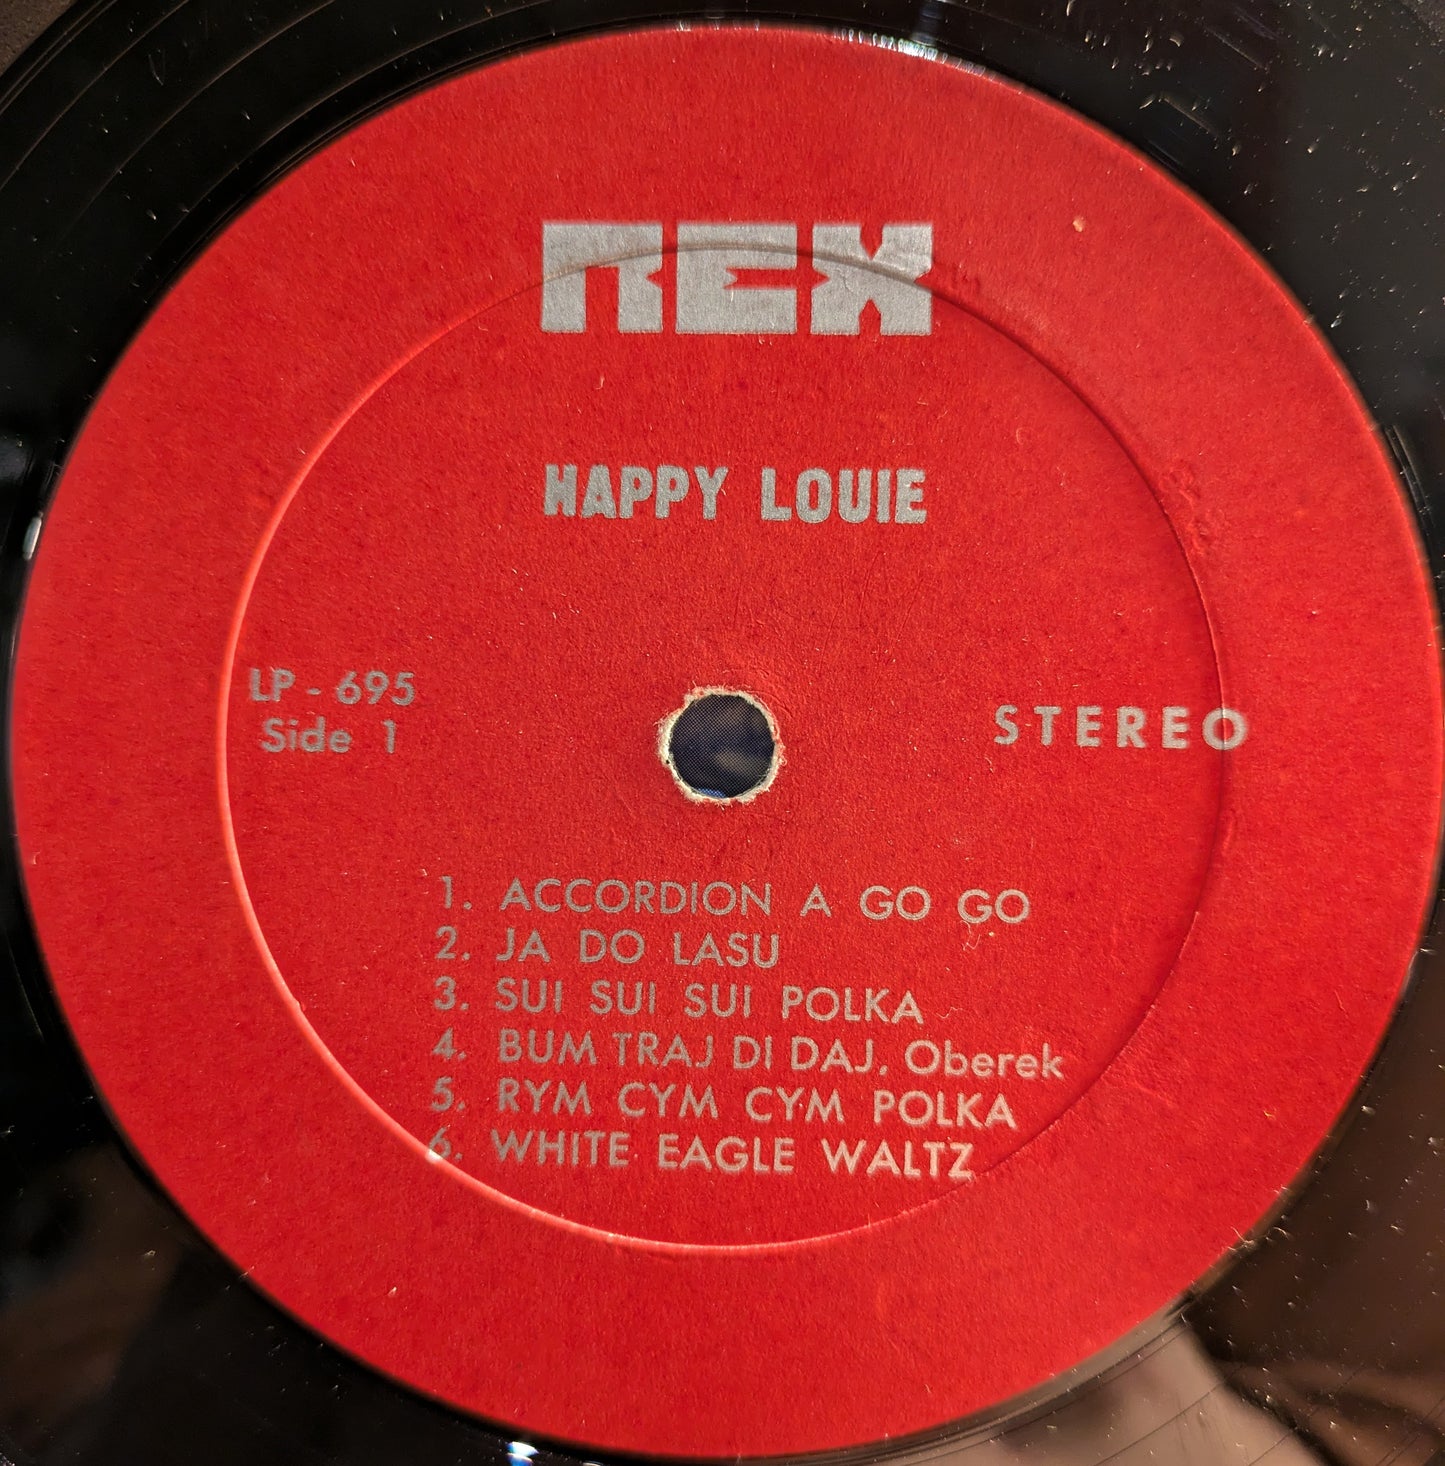 REX
HAPPY LOUIE
LP - 695
Side 1
STEREO
1. ACCORDION A GO GO
2. JA DO LASU
3. SUI SUI SUI POLKA
4. BUM TRAJ DI DAJ, Oberek
5. RYM CYM CYM POLKA
6. WHITE EAGLE WALTZ